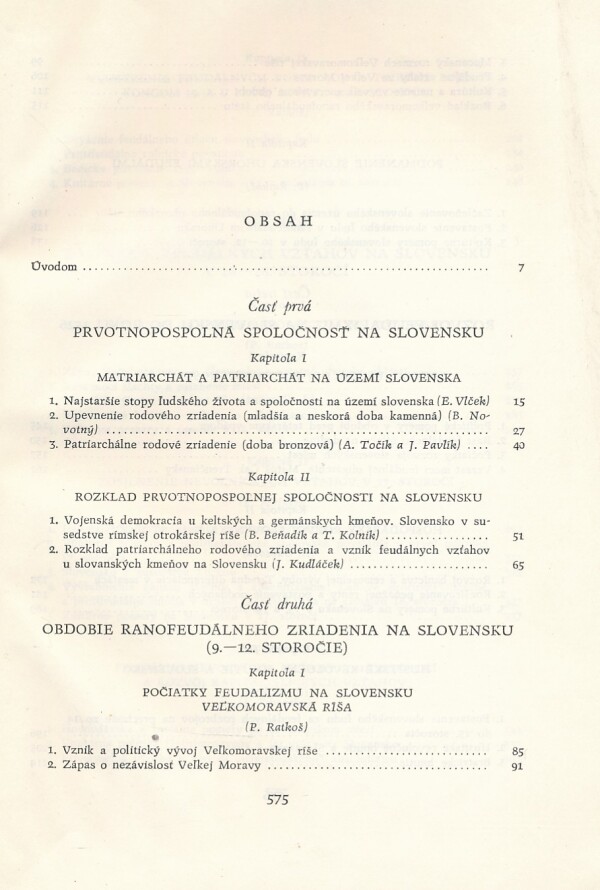 OBSAH
Úvodom ........................................................ 7
Časť prvá
PRVOTNOPOSPOLNÁ SPOLOČNOSŤ NA SLOVENSKU
Kapitola I
MATRIARCHÁT A PATRIARCHÁT NA ÚZEMÍ SLOVENSKA
1. Najstaršie stopy ľudského života a spoločnosti na území slovenska (E. Vlček) 15
2. Upevnenie rodového zriadenia (mladšia a neskorá doba kamenná) (B. No-
votný) ..................................................... 27
3. Patriarchálne rodové zriadenie (doba bronzová) (A. Točík a J. Pavlík) .... 40
Kapitola II
ROZKLAD PRVOTNOPOSPOLNEJ SPOLOČNOSTI NA SLOVENSKU
1. Vojenská demokracia u keltských a germánskych kmeňov. Slovensko v su-
sedstve rímskej otrokárskej ríše (B. Beňadik a T. Kolník) ............... 51
2. Rozklad patriarchálneho rodového zriadenia a vznik feudálnych vzťahov
u slovanských kmeňov na Slovensku (J. Kudláček) .................... 65
Časť druhá
OBDOBIE RANOFEUDÁLNEHO ZRIADENIA NA SLOVENSKU
(9.—12. STOROČIE)
Kapitola I
POČIATKY FEUDALIZMU NA SLOVENSKU
VEĽKOMORAVSKÁ RÍŠA
(P. Ratkoš)
1. Vznik a politický vývoj Veľkomoravskej ríše ....................... 85
2. Zápas o nezávislosť Veľkej Moravy ............................... 91
575